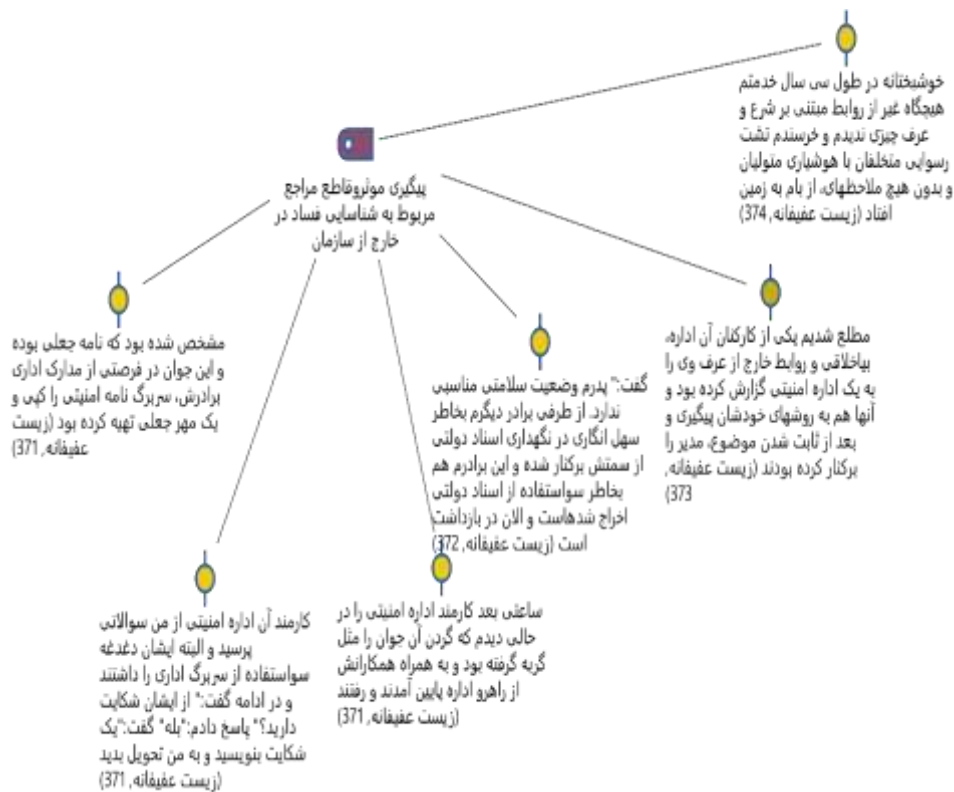 خوشبختانه در طول سی سال خدمتم
هیچگاه غیر از روابط مبتنی بر شرع و
عرف چیزی ندیدم و خرسندم تشت
رسوایی متخلفان با هوشیاری متولیان
و بدون هیچ ملاحظهای، از بام به زمین
افتاد (زیست عفیفانه, 374)
پیگیری موثروقاطع مراجع
مربوط به شناسایی فساد در
خارج از سازمان
مطلع شدیم یکی از کارکنان آن اداره،
بیاخلاقی و روابط خارج از عرف وی را
به یک اداره امنیتی گزارش کرده بود و
آنها هم به روشهای خودشان پیگیری و
بعد از ثابت شدن موضوع، مدیر را
برکنار کرده بودند (زیست عفیفانه,
373)
گفت:" پدرم وضعیت سلامتی مناسبی
ندارد. از طرفی برادر دیگرم بخاطر
سهل انگاری در نگهداری اسناد دولتی
از سمتش برکنار شده و این برادرم هم
بخاطر سواستفاده از اسناد دولتی
اخراج شدهاست و الان در بازداشت
است (زیست عفیفانه, 372)
مشخص شده بود که نامه جعلی بوده
و این جوان در فرصتی از مدارک اداری
برادرش، سربرگ نامه امنیتی را کپی و
یک مهر جعلی تهیه کرده بود (زیست
عفیفانه, 371)
ساعتی بعد کارمند اداره امنیتی را در
حالی دیدم که گردن آن جوان را مثل
گربه گرفته بود و به همراه همکارانش
از راهرو اداره پایین آمدند و رفتند
(زیست عفیفانه, 371)
کارمند آن اداره امنیتی از من سوالاتی
پرسید و البته ایشان دغدغه
سواستفاده از سربرگ اداری را داشتند
و در ادامه گفت:" از ایشان شکایت
دارید؟" پاسخ دادم:"بله" گفت:"یک
شکایت بنویسید و به من تحویل بدید
(زیست عفیفانه, 371)